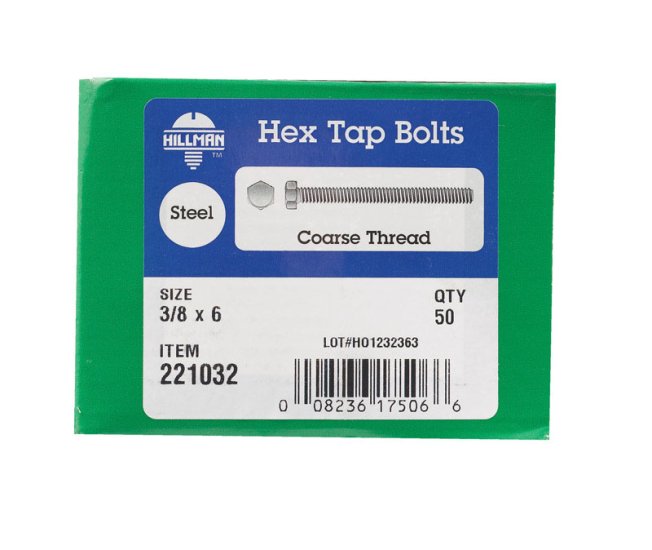 HILLMAN
TM
Hex Tap Bolts
Steel
Coarse Thread
SIZE
3/8 x 6
QTY
50
LOT#H01232363
ITEM
221032
0 08236 17506 6